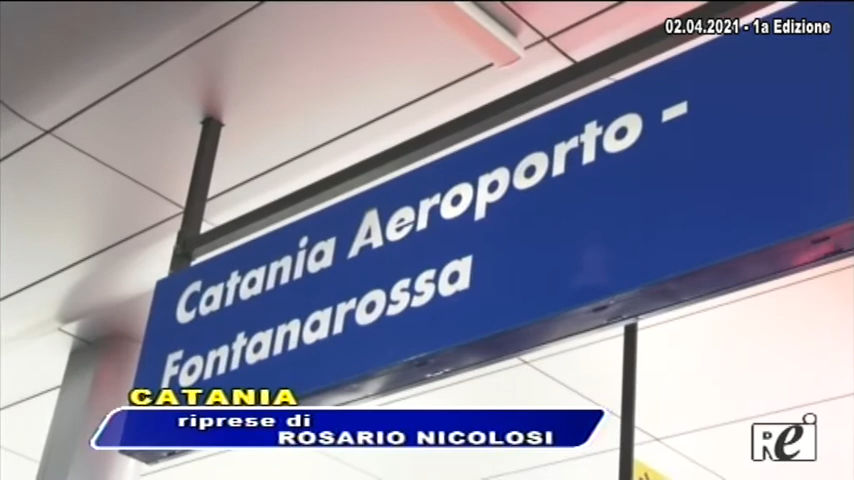 02.04.2021 - 1a Edizione
Catania Aeroporto -
Fontanarossa
CATANIA
riprese di
ROSARIO NICOLOSI
Rei